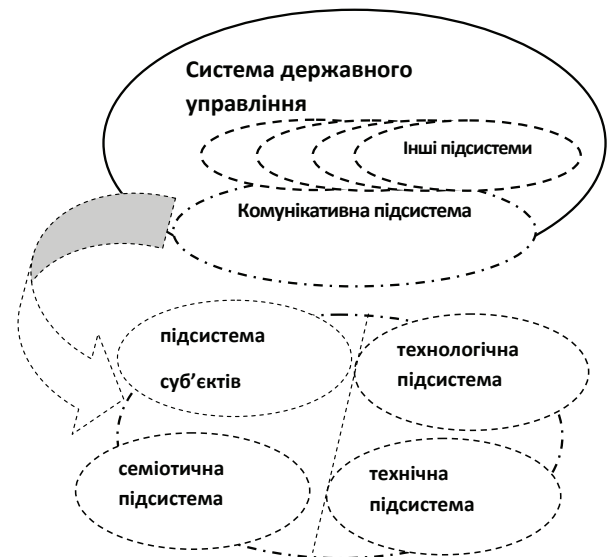 Система державного
управління
Інші підсистеми
Комунікативна підсистема
підсистема
суб’єктів
технологічна
підсистема
семіотична
підсистема
технічна
підсистема